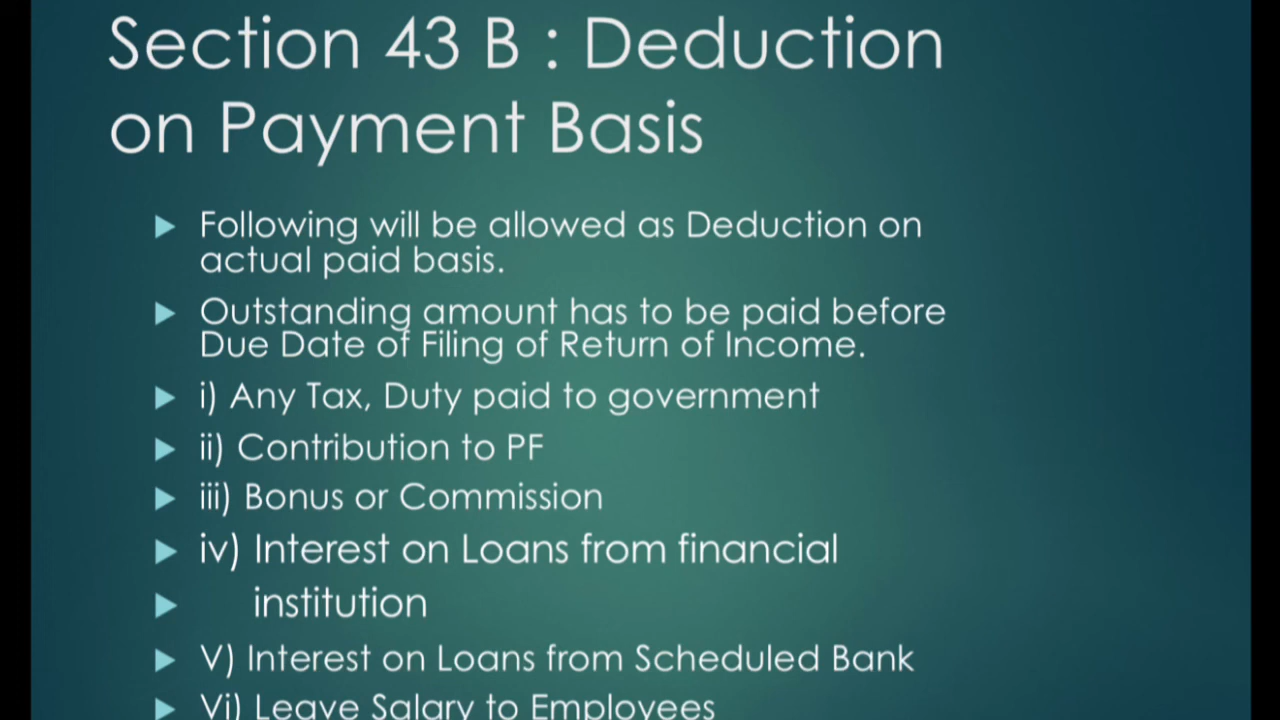 Section 43 B : Deduction
on Payment Basis
Following will be allowed as Deduction on
actual paid basis.
Outstanding amount has to be paid before
Due Date of Filing of Return of Income.
i) Any Tax, Duty paid to government
ii) Contribution to PF
iii) Bonus or Commission
iv) Interest on Loans from financial
institution
V) Interest on Loans from Scheduled Bank
Vi) Leave Salary to Employees